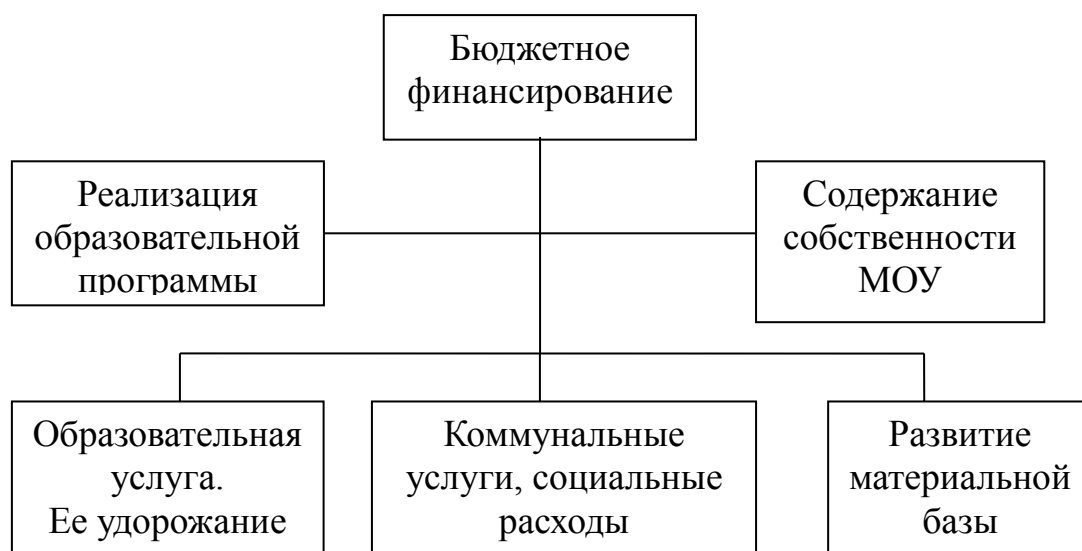 Бюджетное
финансирование
Реализация
образовательной
программы
Содержание
собственности
МОУ
Образовательная
услуга.
Ее удорожание
Коммунальные
услуги, социальные
расходы
Развитие
материальной
базы